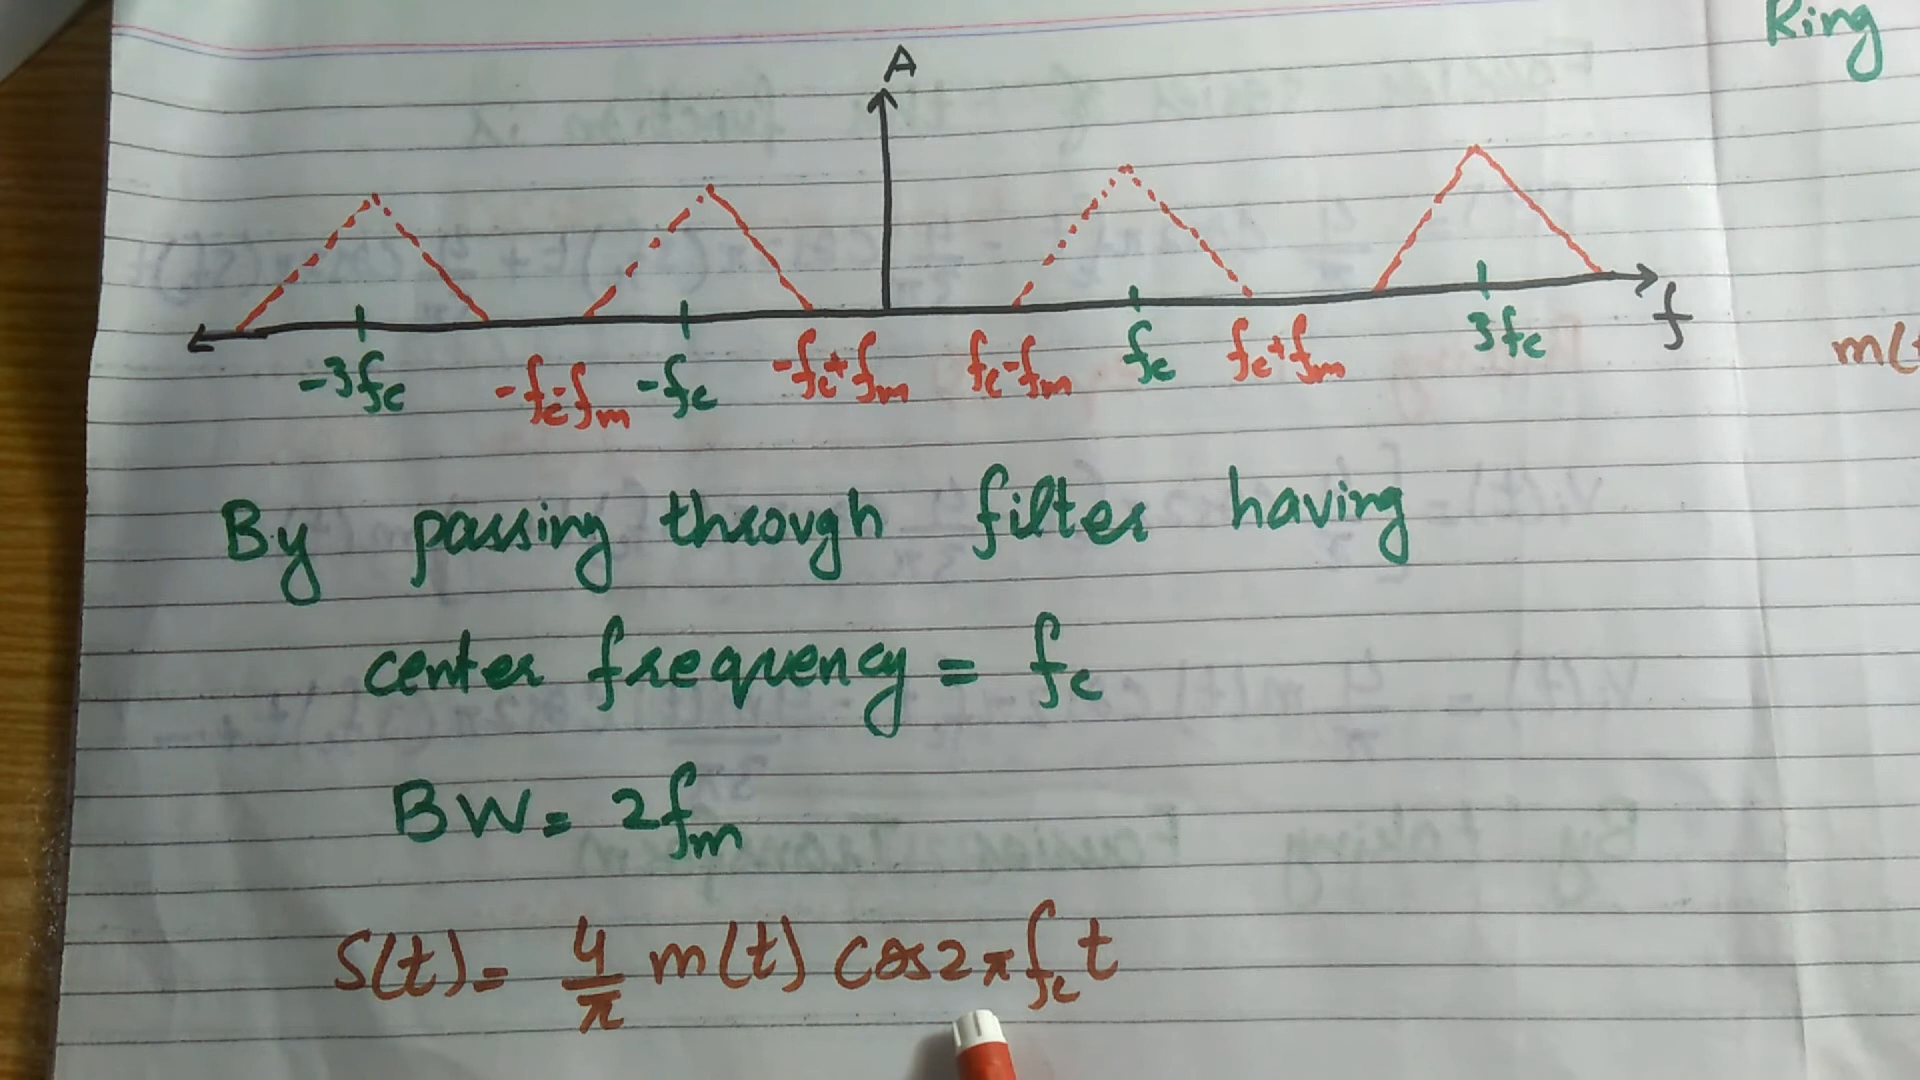 Ring
A
f
-3fc -fc-fm -fc -fc+fm fc-fm fc fc+fm 3fc
m(t
By passing through filter having
center frequency = fc
BW = 2fm
S(t) = 4/π m(t) cos2πfct